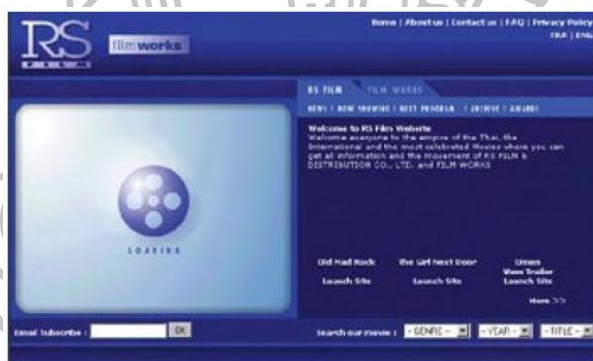 Home | About us | Contact us | FAQ | Privacy Policy
THA | ENG
RS
FILM
film works
RS FILM FILM WORKS
NEWS | NOW SHOWING | NEXT PROGRAM | ARCHIVE | AWARDS
Welcome to RS Film Website
Welcome everyone to the empire of the Thai, the
International and the most celebrated Movies where you can
get all information and the movement of RS FILM &
DISTRIBUTION CO., LTD. and FILM WORKS
LOADING
Old Mad Rock The Girl Next Door Omen
View Trailer
Launch Site Launch Site Launch Site
More >>
Email Subscribe : OK
Search our movie : - GENRE - - YEAR - - TITLE -